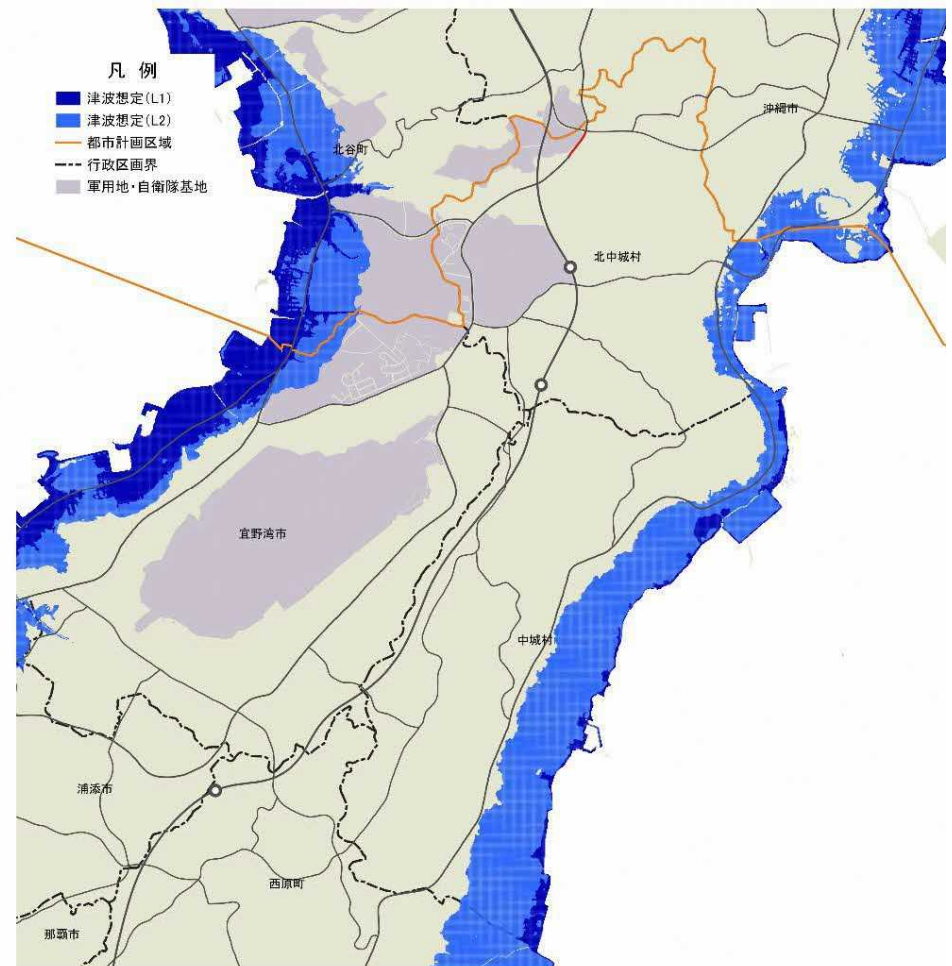 凡 例
津波想定(L1)
津波想定(L2)
都市計画区域
行政区画界
軍用地・自衛隊基地
沖縄市
北谷町
北中城村
宜野湾市
中城村
浦添市
西原町
那覇市